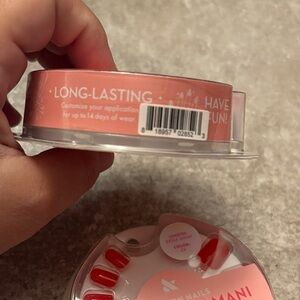 · LONG-LASTING ·
Customize your application
for up to 14 days of wear.
HAVE
FUN!
8 18957 02852 3
NAILS
MANI